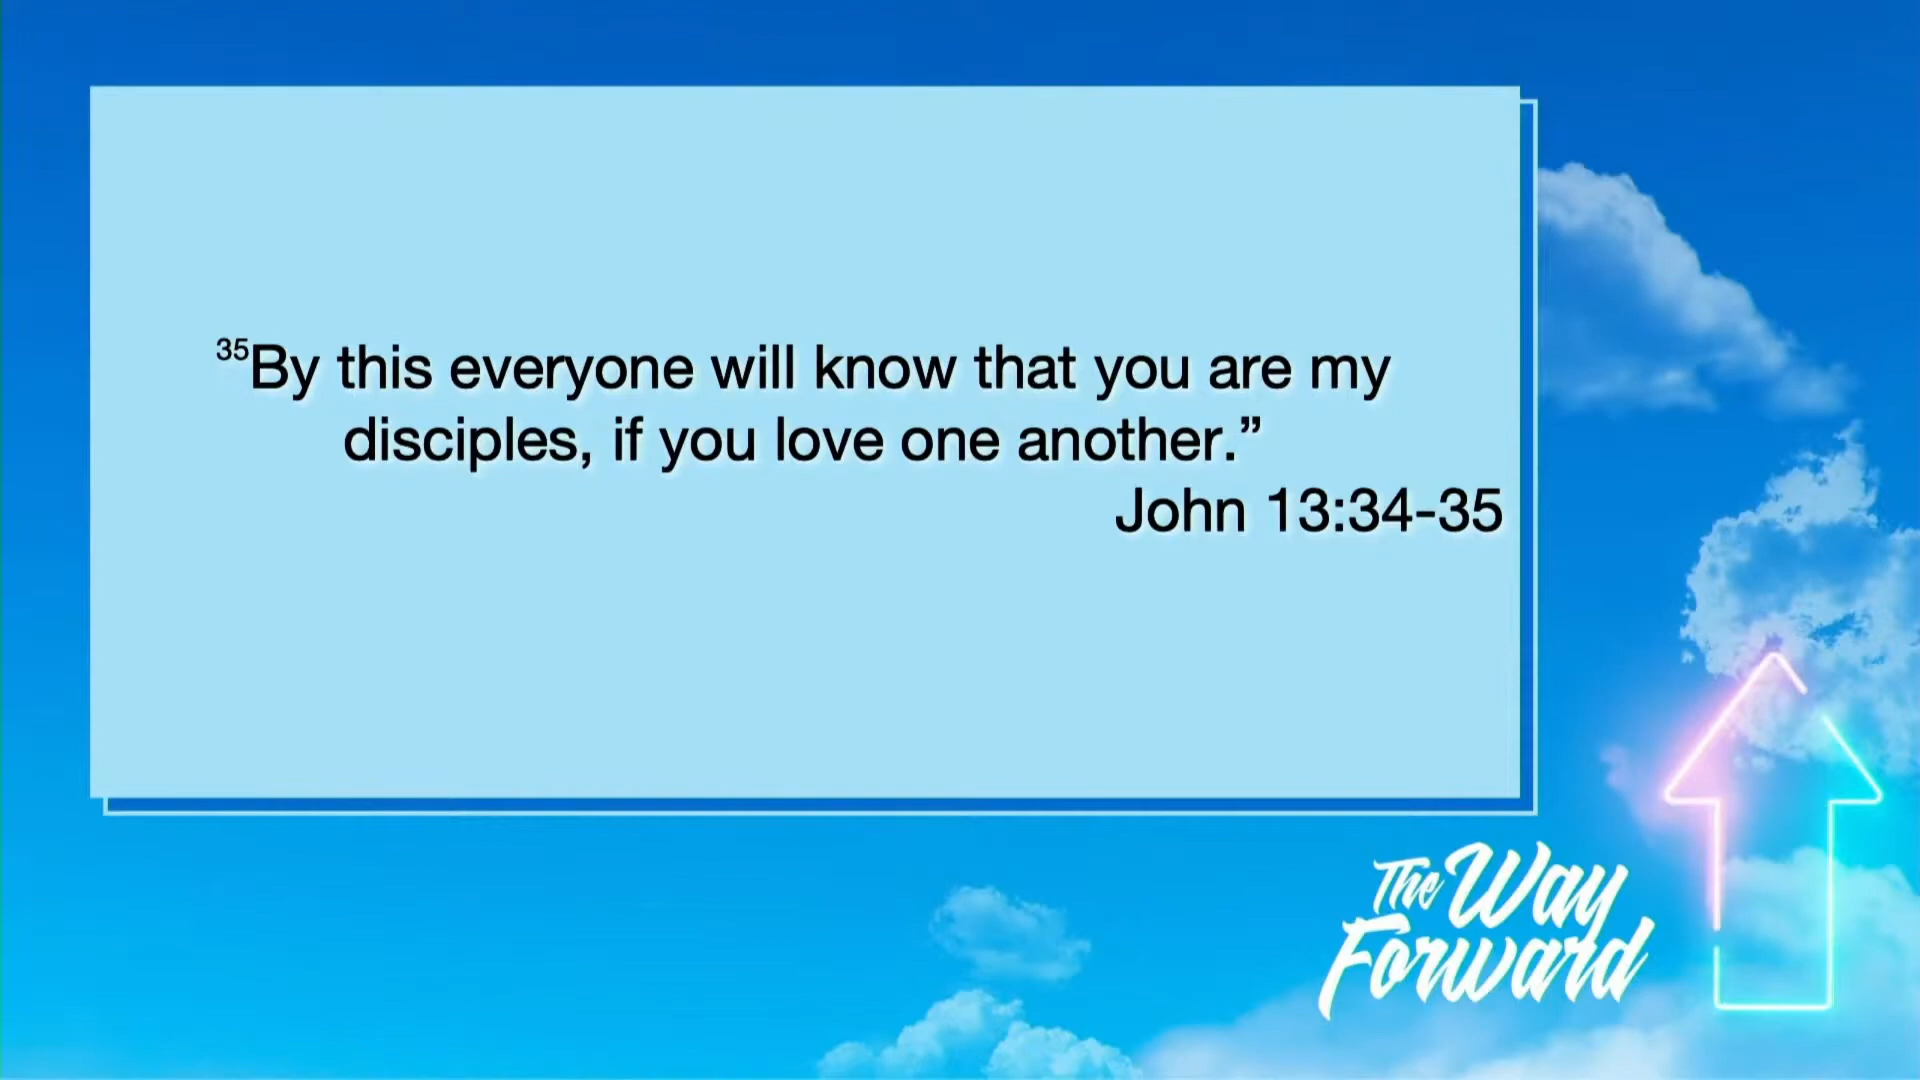 ³⁵By this everyone will know that you are my
disciples, if you love one another.”
John 13:34-35
The Way
Forward